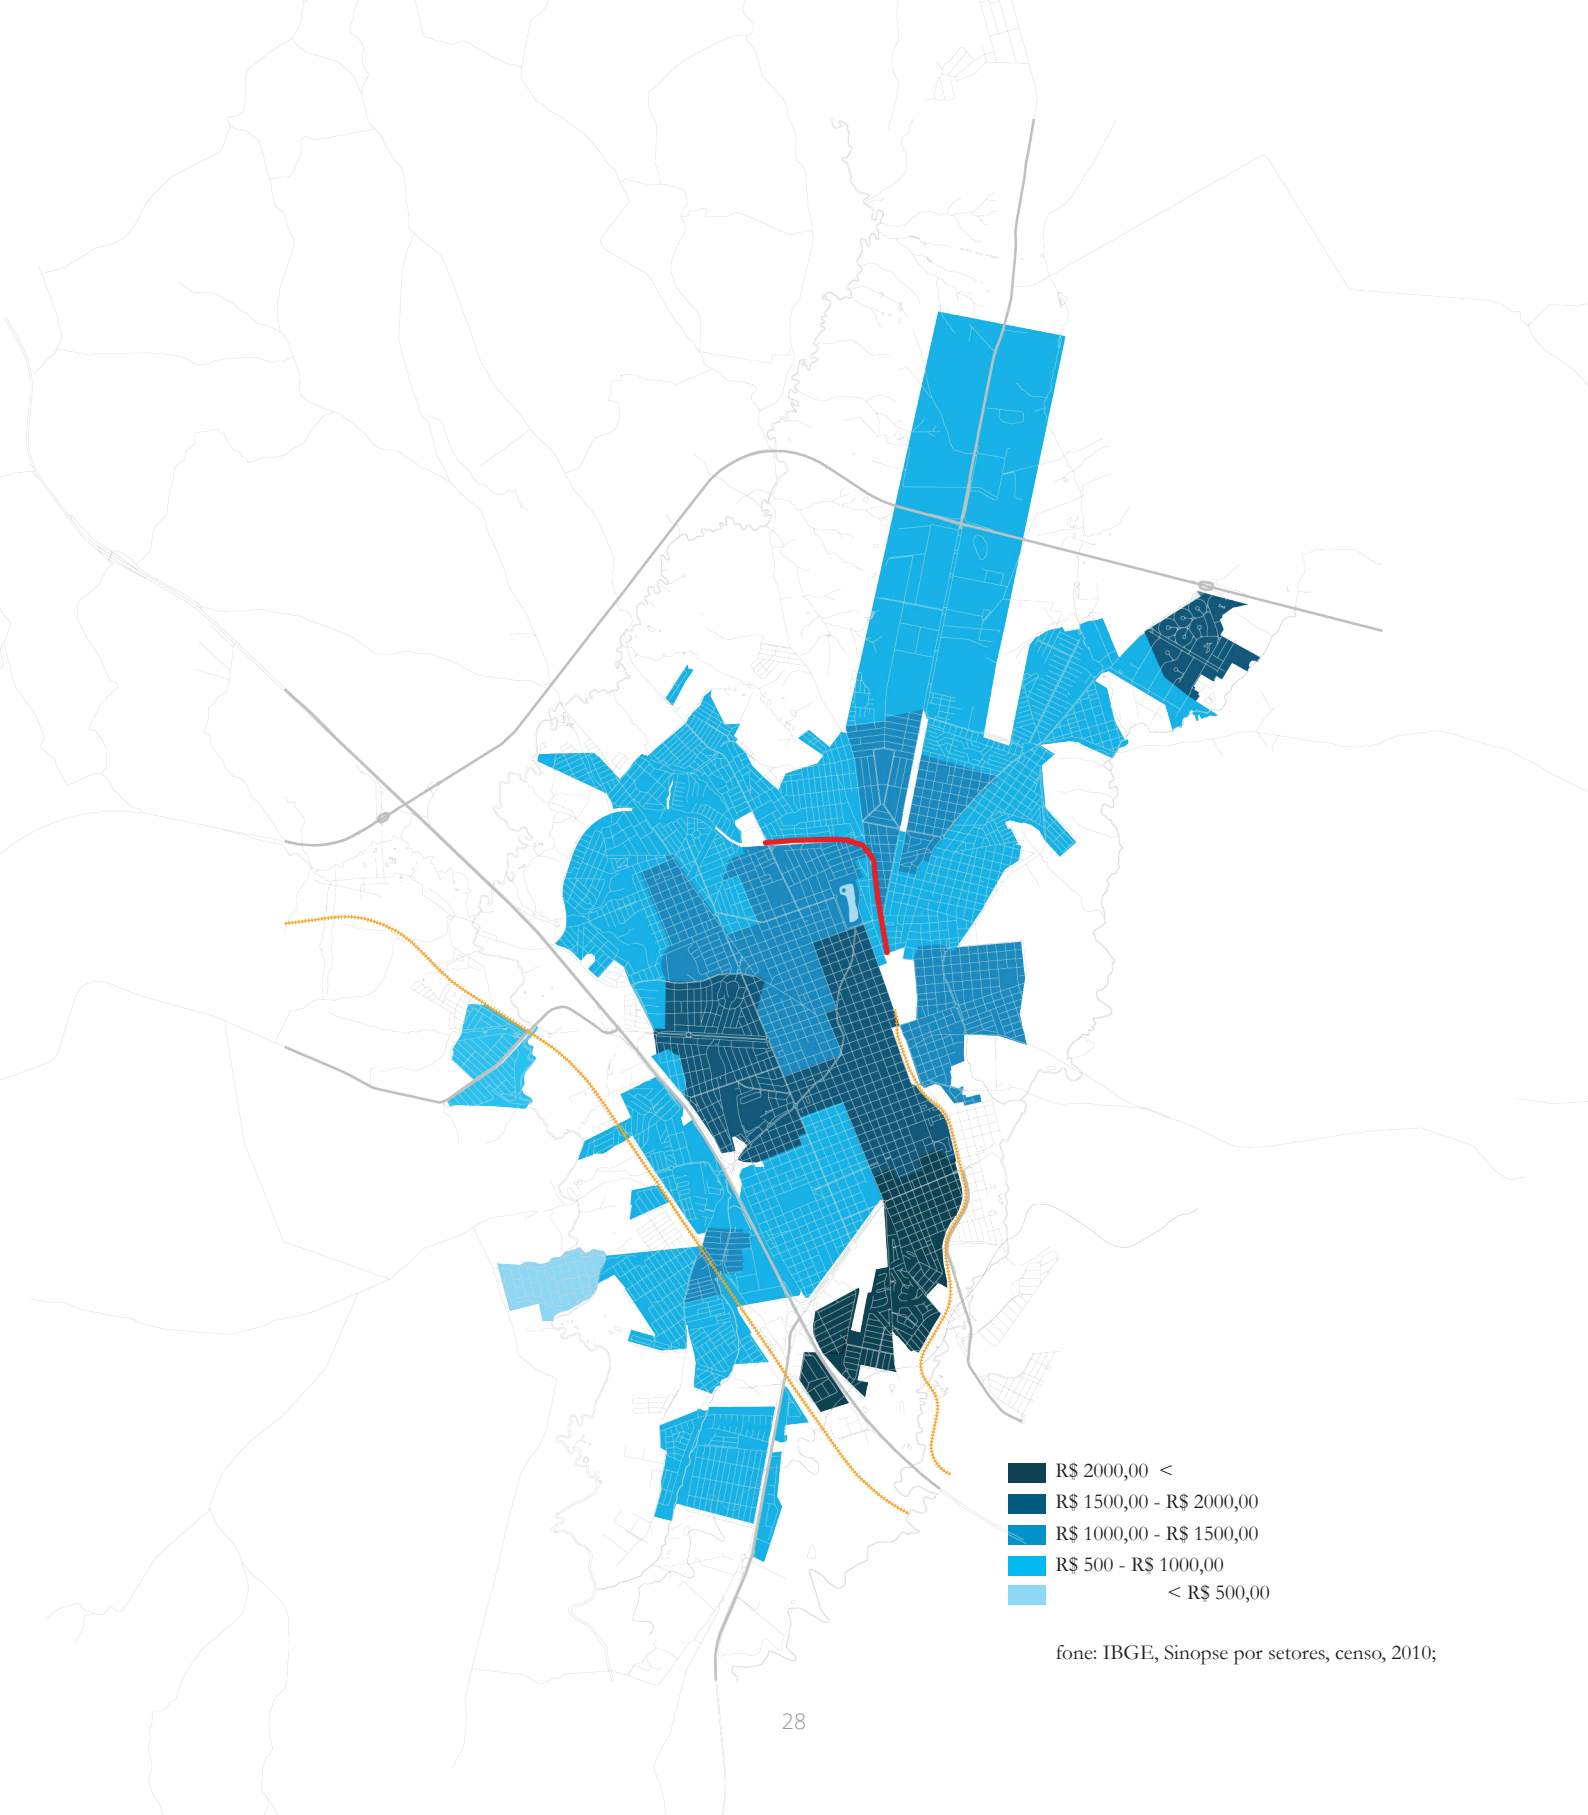 R$ 2000,00 <
R$ 1500,00 - R$ 2000,00
R$ 1000,00 - R$ 1500,00
R$ 500 - R$ 1000,00
< R$ 500,00
fone: IBGE, Sinopse por setores, censo, 2010;
28